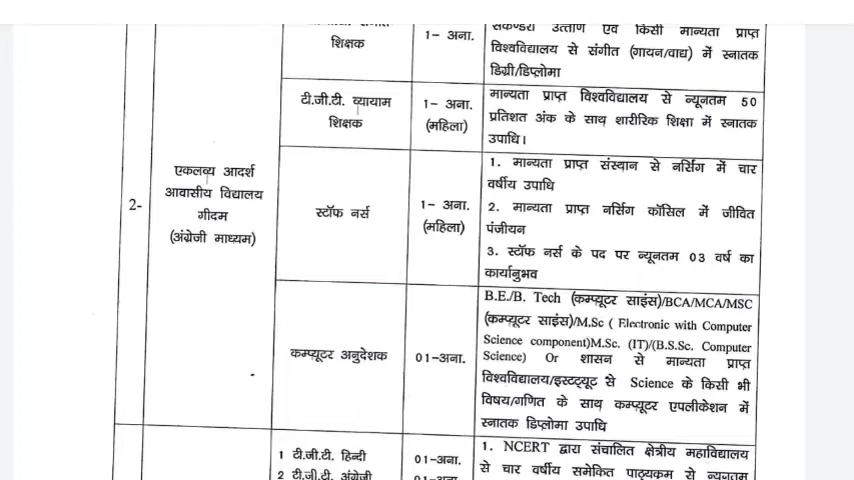 शिक्षक
1- अना.
सकेण्डरी उत्तीर्ण एवं किसी मान्यता प्राप्त
विश्वविद्यालय से संगीत (गायन/वाद्य) में स्नातक
डिग्री/डिप्लोमा
टी.जी.टी. व्यायाम
शिक्षक
1- अना.
(महिला)
मान्यता प्राप्त विश्वविद्यालय से न्यूनतम 50
प्रतिशत अंक के साथ शारीरिक शिक्षा में स्नातक
उपाधि।
2-
एकलव्य आदर्श
आवासीय विद्यालय
गीदम
(अंग्रेजी माध्यम)
स्टॉफ नर्स
1- अना.
(महिला)
1. मान्यता प्राप्त संस्थान से नर्सिंग में चार
वर्षीय उपाधि
2. मान्यता प्राप्त नर्सिग कॉसिल में जीवित
पंजीयन
3. स्टॉफ नर्स के पद पर न्यूनतम 03 वर्ष का
कार्यानुभव
कम्प्यूटर अनुदेशक
01-अना.
B.E./B. Tech (कम्प्यूटर साइंस)/BCA/MCA/MSC
(कम्प्यूटर साइंस)/M.Sc ( Electronic with Computer
Science component)M.Sc. (IT)/(B.S.Sc. Computer
Science) Or शासन से मान्यता प्राप्त
विश्वविद्यालय/इस्टट्यूट से Science के किसी भी
विषय/गणित के साथ कम्प्यूटर एपलीकेशन में
स्नातक डिप्लोमा उपाधि
1 टी.जी.टी. हिन्दी
2 टी.जी.टी. अंग्रेजी
01-अना.
01-अना.
1. NCERT द्वारा संचालित क्षेत्रीय महाविद्यालय
से चार वर्षीय समेकित पाठ्यकम से न्यूनतम